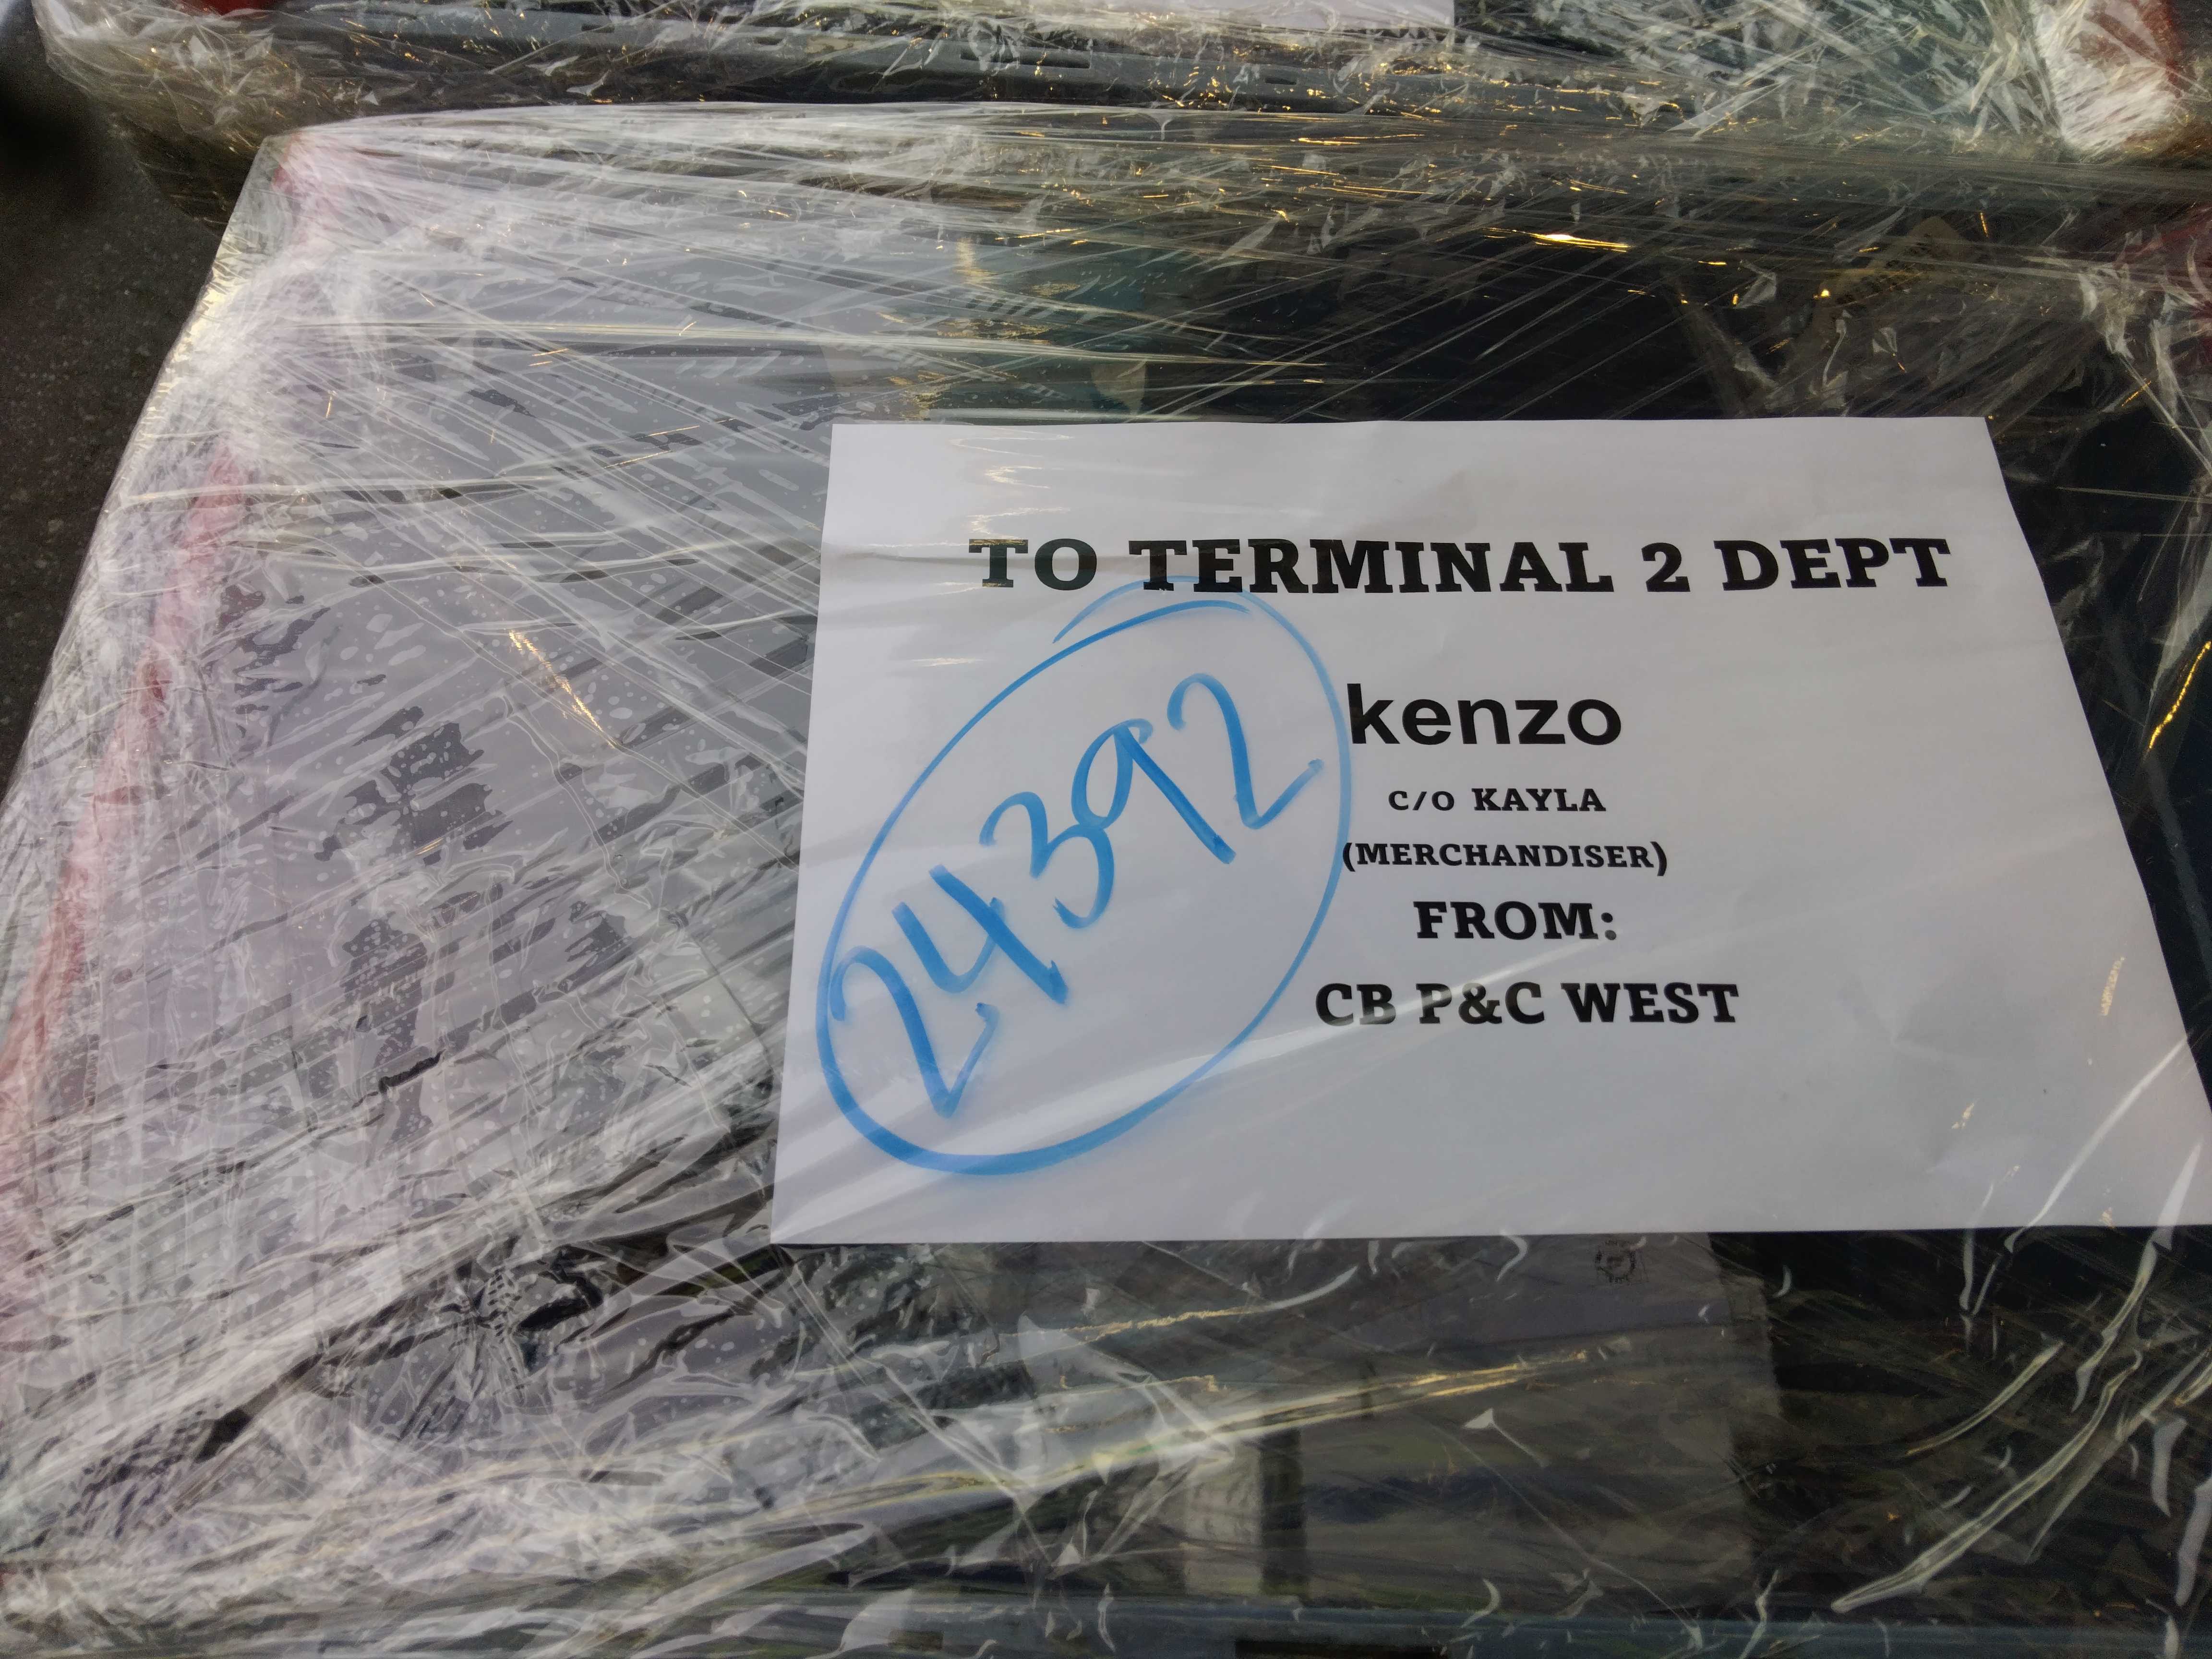 TO TERMINAL 2 DEPT
kenzo
C/O KAYLA
(MERCHANDISER)
FROM:
CB P&C WEST
24392